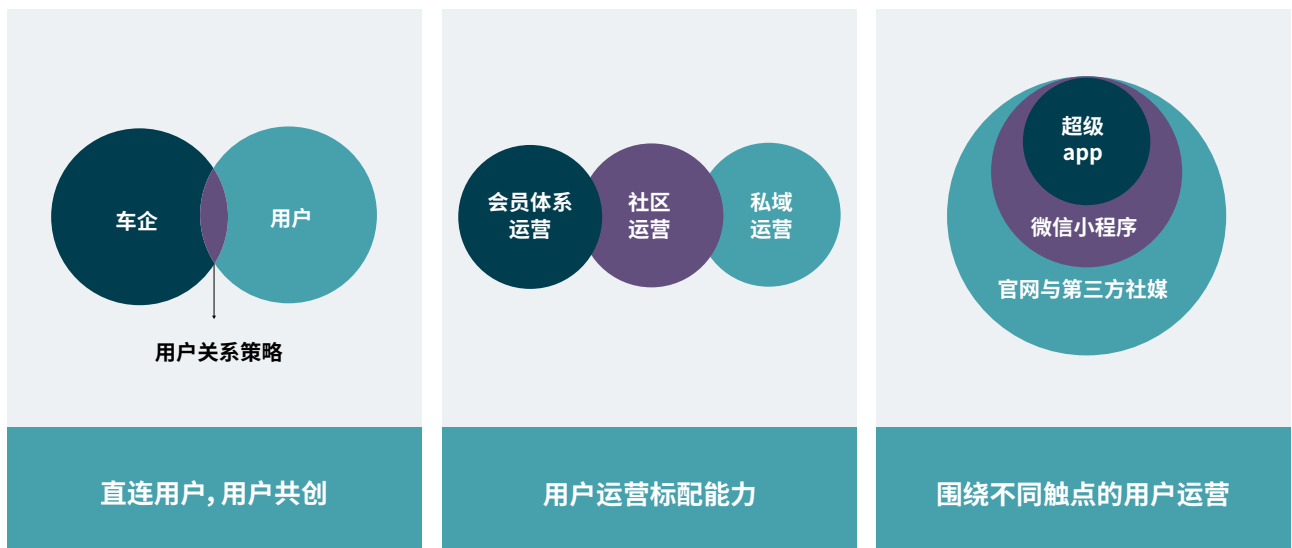 车企
用户
用户关系策略
直连用户，用户共创
会员体系
运营
社区
运营
私域
运营
用户运营标配能力
超级
app
微信小程序
官网与第三方社媒
围绕不同触点的用户运营